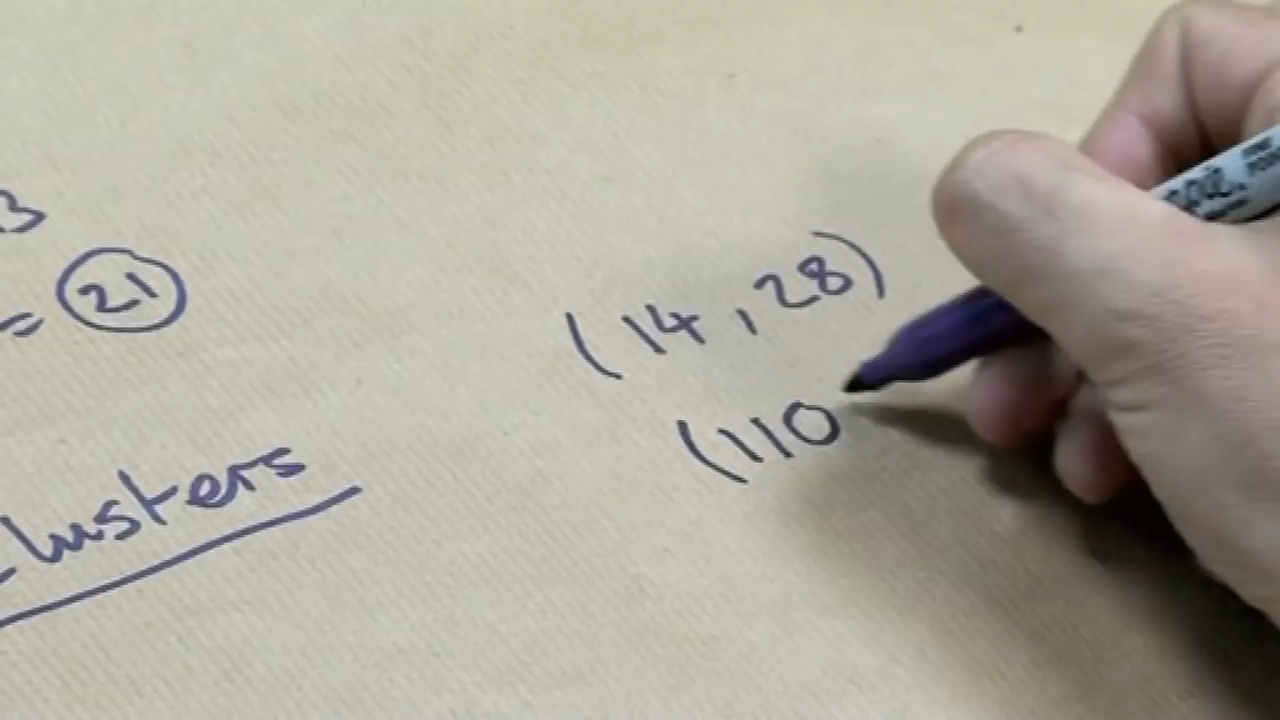 3
= 21
(14, 28)
(110
lusters